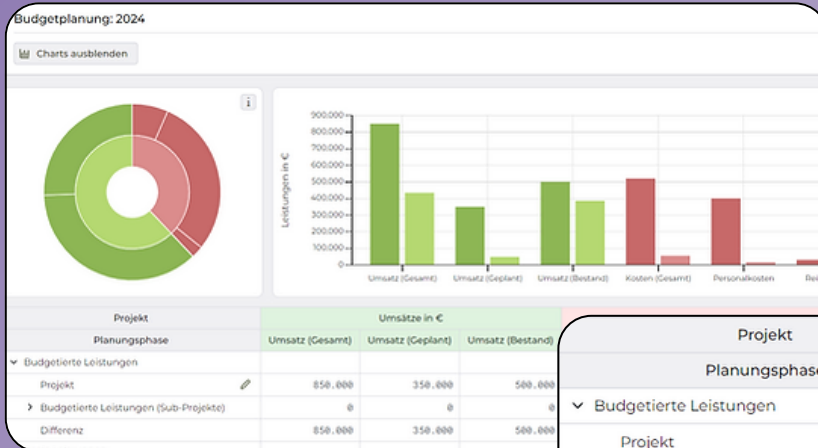 Budgetplanung: 2024
Charts ausblenden
i
Leistungen in €
900.000
800.000
700.000
600.000
500.000
400.000
300.000
200.000
100.000
0
Umsatz (Gesamt) Umsatz (Geplant) Umsatz (Bestand) Kosten (Gesamt) Personalkosten Rei
Projekt Umsätze in €
Planungsphase Umsatz (Gesamt) Umsatz (Geplant) Umsatz (Bestand)
Budgetierte Leistungen
Projekt 850.000 350.000 500.000
Budgetierte Leistungen (Sub-Projekte) 0 0 0
Differenz 850.000 350.000 500.000
Projekt
Planungsphase
Budgetierte Leistungen
Projekt